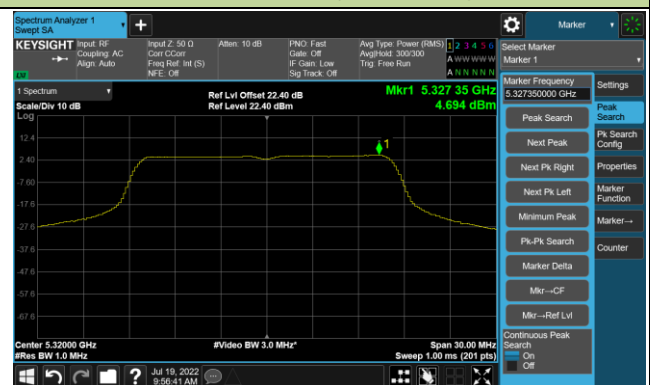 Spectrum Analyzer 1
Swept SA
Marker
KEYSIGHT
Input: RF
Coupling: AC
Align: Auto
Input Z: 50 Ω
Corr CCorr
Freq Ref: Int (S)
NFE: Off
Atten: 10 dB
PNO: Fast
Gate: Off
IF Gain: Low
Sig Track: Off
Avg Type: Power (RMS)
Avg|Hold: 300/300
Trig: Free Run
1 2 3 4 5 6
A W W W W W
A N N N N N
Select Marker
Marker 1
LXI
1 Spectrum
Scale/Div 10 dB
Ref Lvl Offset 22.40 dB
Ref Level 22.40 dBm
Mkr1 5.327 35 GHz
4.694 dBm
Log
12.4
2.40
-7.60
-17.6
-27.6
-37.6
-47.6
-57.6
-67.6
1
Center 5.32000 GHz
#Res BW 1.0 MHz
#Video BW 3.0 MHz*
Span 30.00 MHz
Sweep 1.00 ms (201 pts)
Marker Frequency
5.327350000 GHz
Peak Search
Next Peak
Next Pk Right
Next Pk Left
Minimum Peak
Pk-Pk Search
Marker Delta
Mkr→CF
Mkr→Ref Lvl
Continuous Peak
Search
On
Off
Settings
Peak
Search
Pk Search
Config
Properties
Marker
Function
Marker→
Counter
Jul 19, 2022
9:56:41 AM